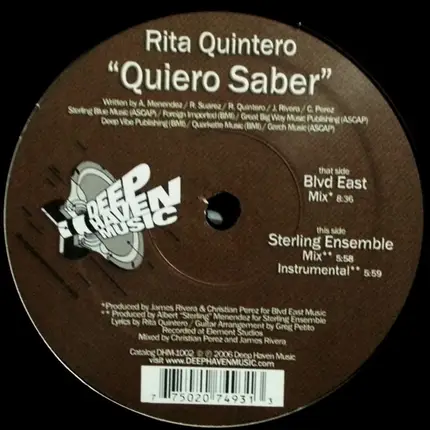 Rita Quintero
"Quiero Saber"
Written by A. Menendez / R. Suarez / R. Quintero / J. Rivera / C. Perez
Sterling Blue Music (ASCAP) / Foreign Imported (BMI) / Great Big Way Music Publishing (ASCAP)
Deep Vibe Publishing (BMI) / Quarkette Music (BMI) / Gerch Music (ASCAP)
DEEP
HAVEN
MUSIC
that side
Blvd East
Mix* 8:36
this side
Sterling Ensemble
Mix** 5:58
Instrumental** 5:59
*Produced by James Rivera & Christian Perez for Blvd East Music
** Produced by Albert "Sterling" Menendez for Sterling Ensemble
Lyrics by Rita Quintero / Guitar Arrangement by Greg Petito
Recorded at Element Studios
Mixed by Christian Perez and James Rivera
Catalog DHM-1002 © ℗ 2006 Deep Haven Music
visit www.DEEPHAVENMUSIC.com
7 75020 74931 3